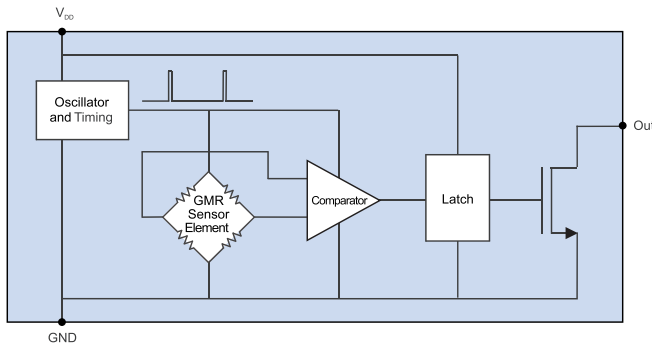 VDD
Oscillator
and Timing
GMR
Sensor
Element
Comparator
Latch
Out
GND